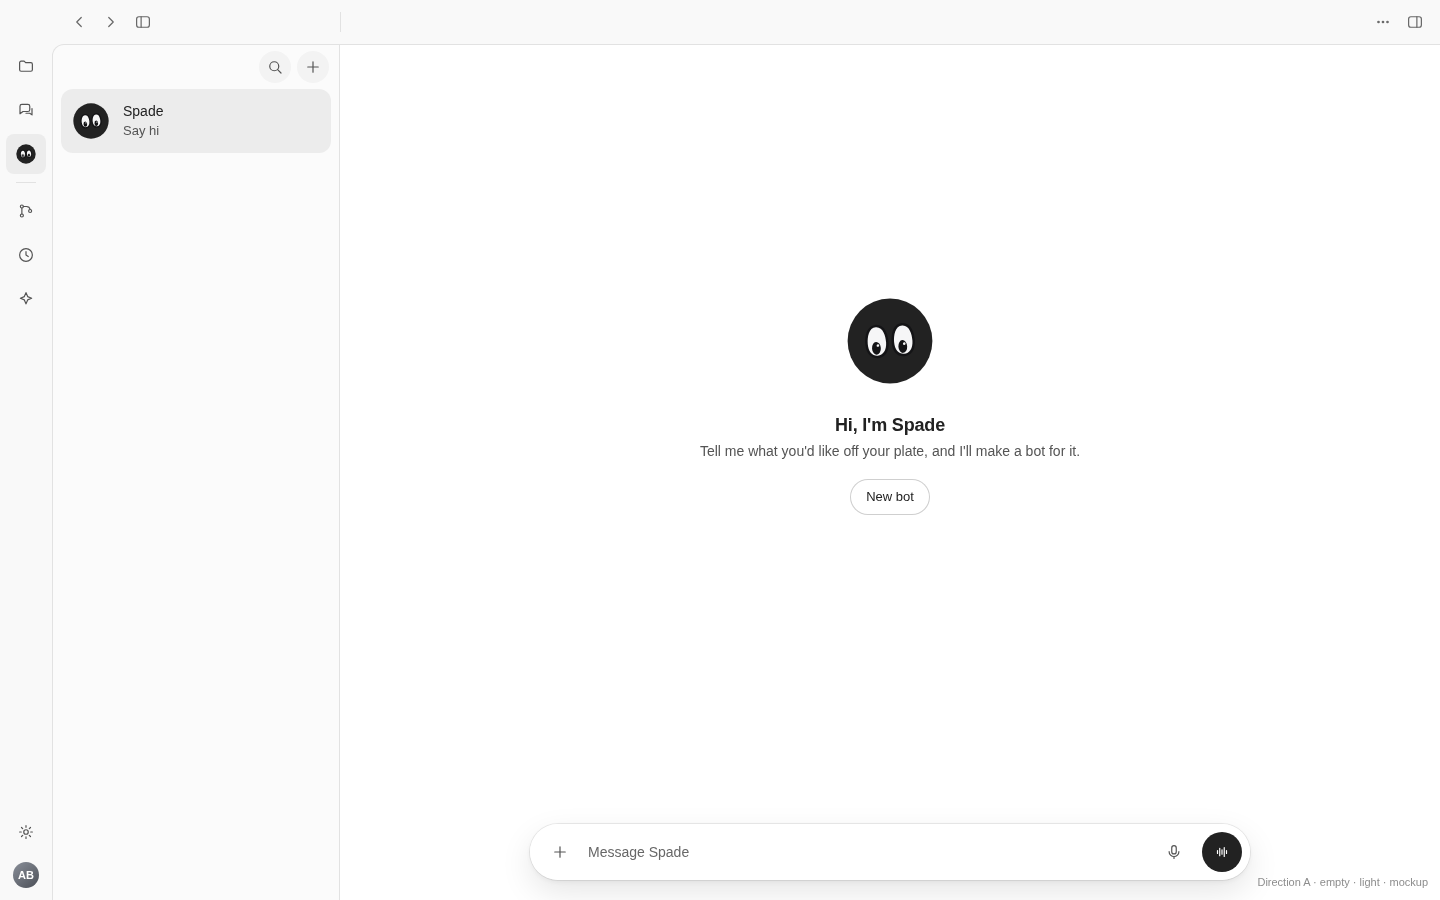 Spade
Say hi
Hi, I'm Spade
Tell me what you'd like off your plate, and I'll make a bot for it.
New bot
Message Spade
AB
Direction A · empty · light · mockup